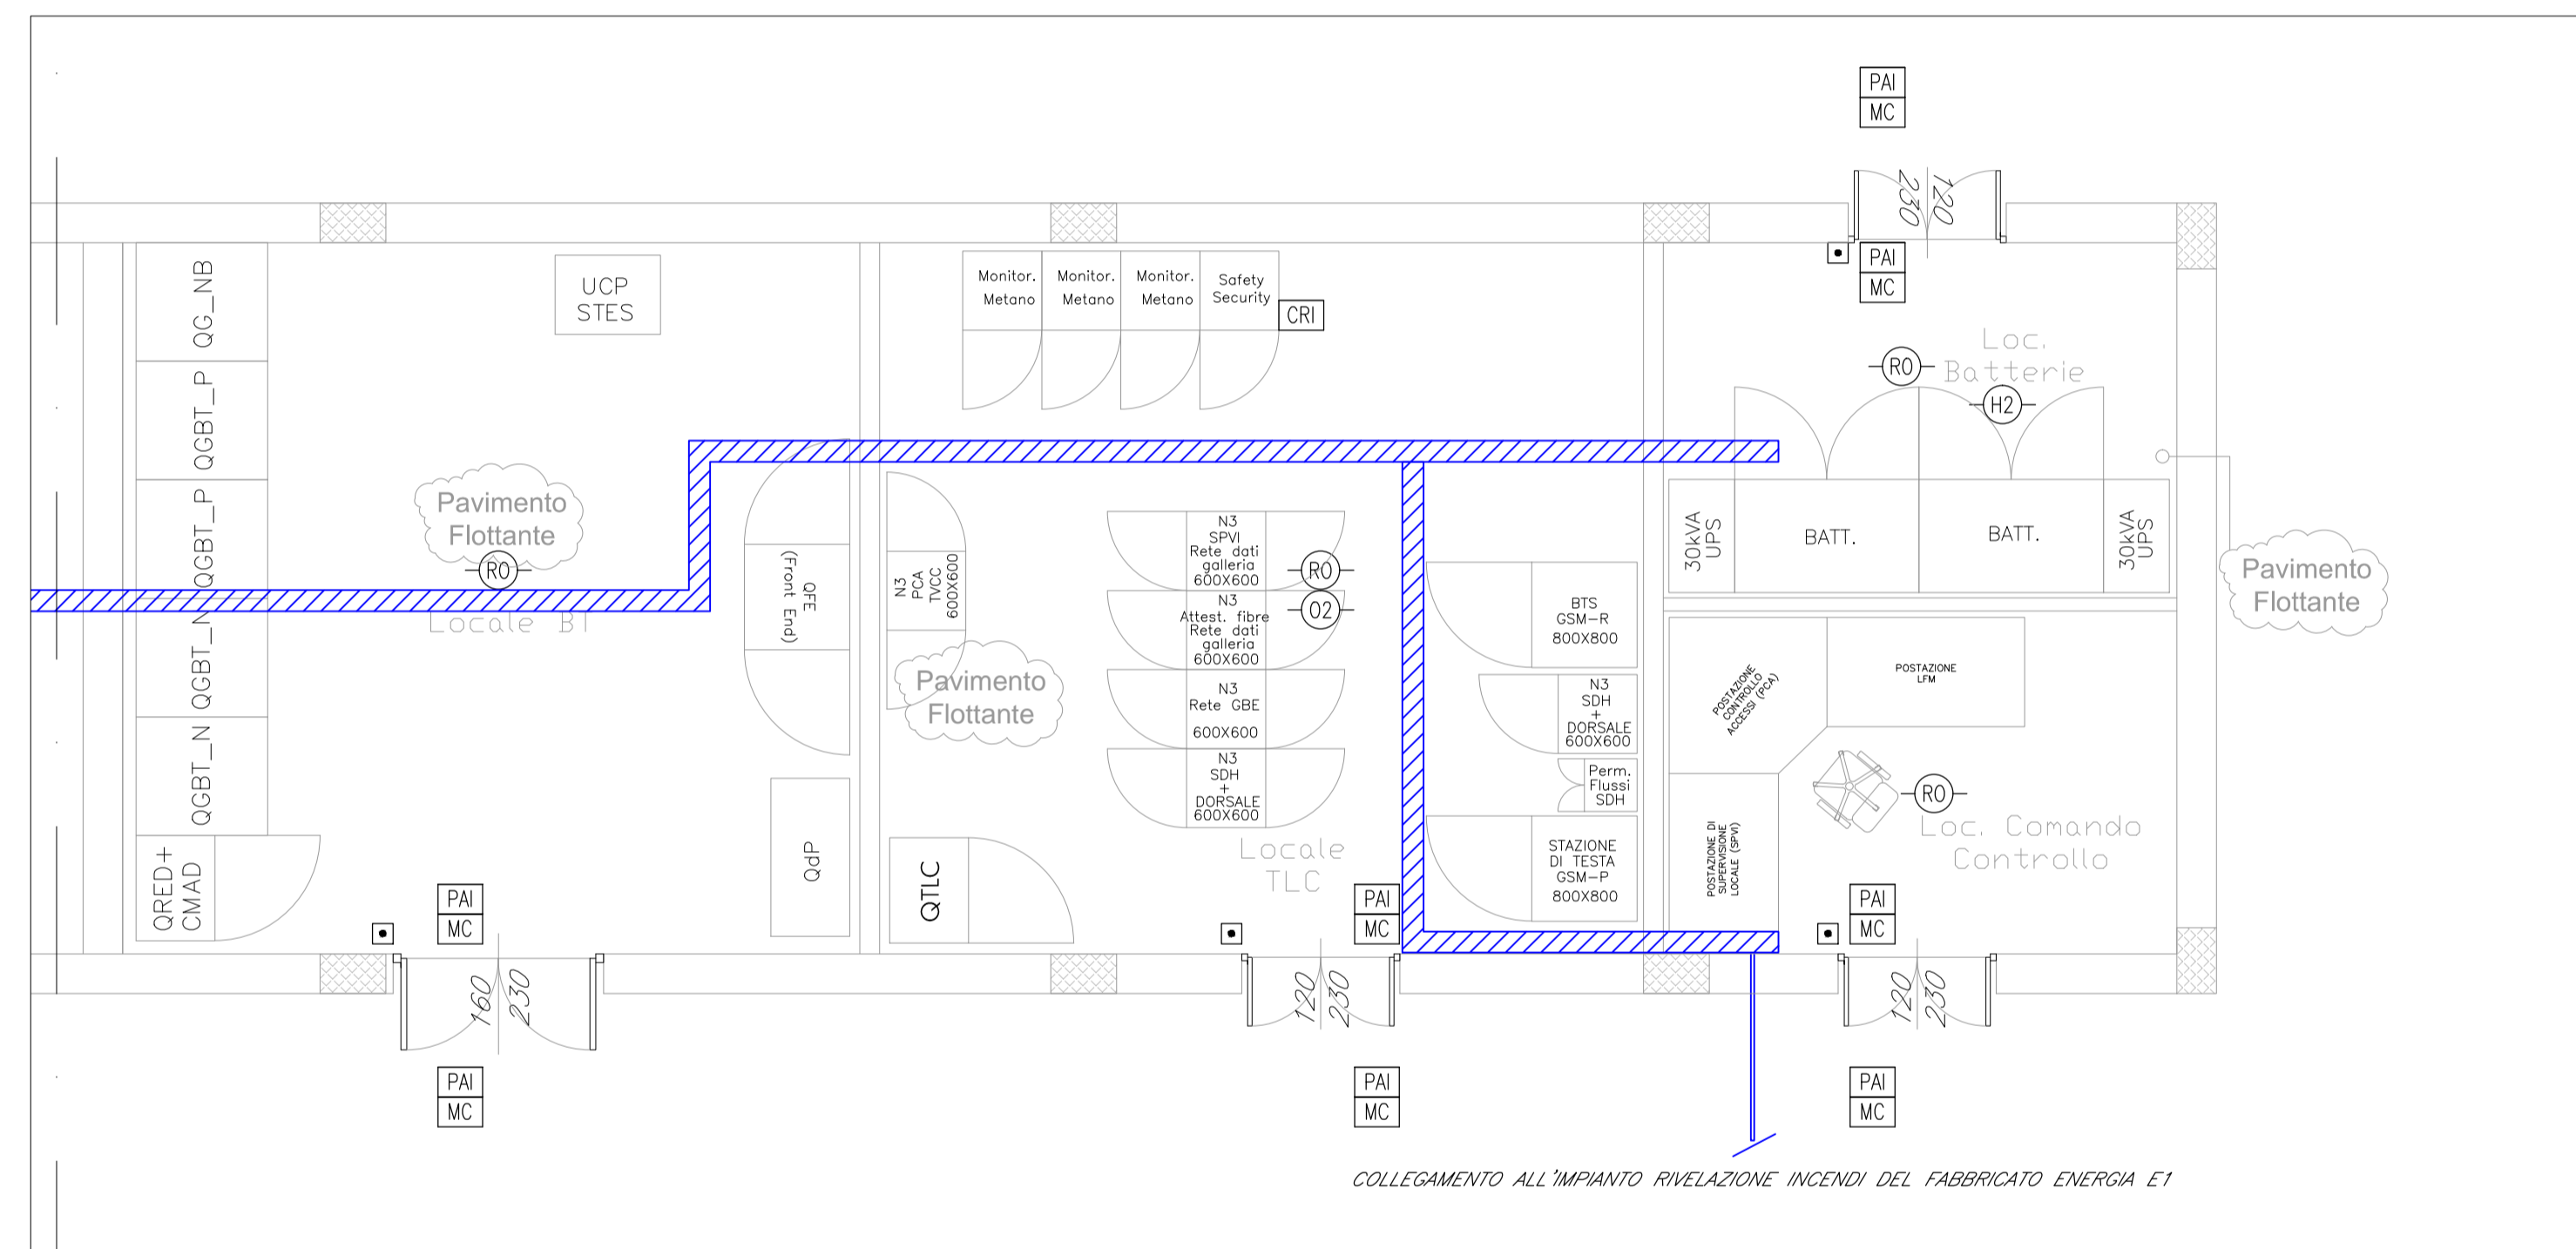 PAI
MC
230
120
PAI
MC
QG_NB
UCP
STES
Monitor.
Metano
Monitor.
Metano
Monitor.
Metano
Safety
Security
CRI
Loc.
Batterie
RO
H2
QGBT_P
QGBT_P
Pavimento
Flottante
RO
Locale BT
QGBT_N
QGBT_N
QRED+
CMAD
QFE
(Front End)
QdP
N3
PCA
TVCC
600X600
Pavimento
Flottante
QTLC
N3
SPVI
Rete dati
galleria
600X600
RO
N3
Attest. fibre
Rete dati
galleria
600X600
O2
N3
Rete GBE
600X600
N3
SDH
+
DORSALE
600X600
Locale
TLC
BTS
GSM-R
800X800
N3
SDH
+
DORSALE
600X600
Perm.
Flussi
SDH
STAZIONE
DI TESTA
GSM-P
800X800
30kVA
UPS
BATT.
BATT.
30kVA
UPS
Pavimento
Flottante
POSTAZIONE
CONTROLLO
ACCESSI (PCA)
POSTAZIONE
LFM
POSTAZIONE DI
SUPERVISIONE
LOCALE (SPVI)
RO
Loc. Comando
Controllo
PAI
MC
PAI
MC
PAI
MC
160
230
120
230
120
230
PAI
MC
PAI
MC
PAI
MC
COLLEGAMENTO ALL'IMPIANTO RIVELAZIONE INCENDI DEL FABBRICATO ENERGIA E1